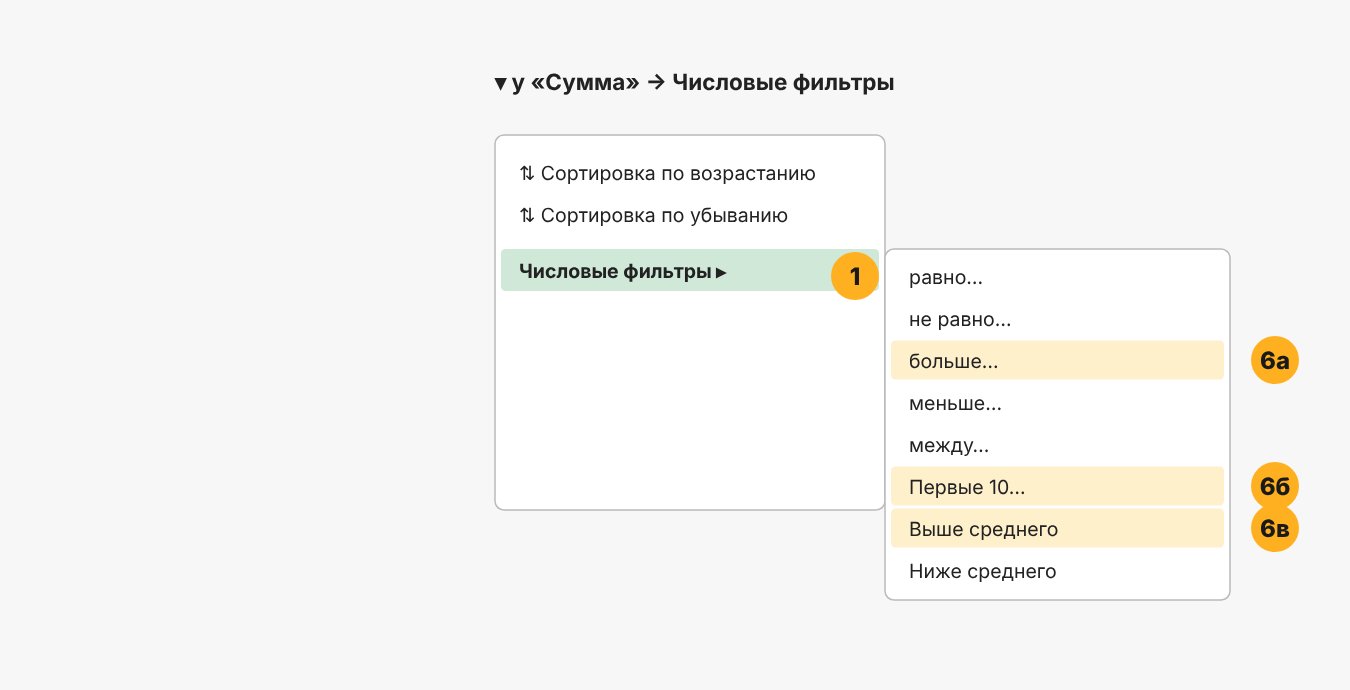 ▾ у «Сумма» → Числовые фильтры
⇅ Сортировка по возрастанию
⇅ Сортировка по убыванию
Числовые фильтры ▸
1
равно...
не равно...
больше...
6а
меньше...
между...
Первые 10...
6б
Выше среднего
6в
Ниже среднего